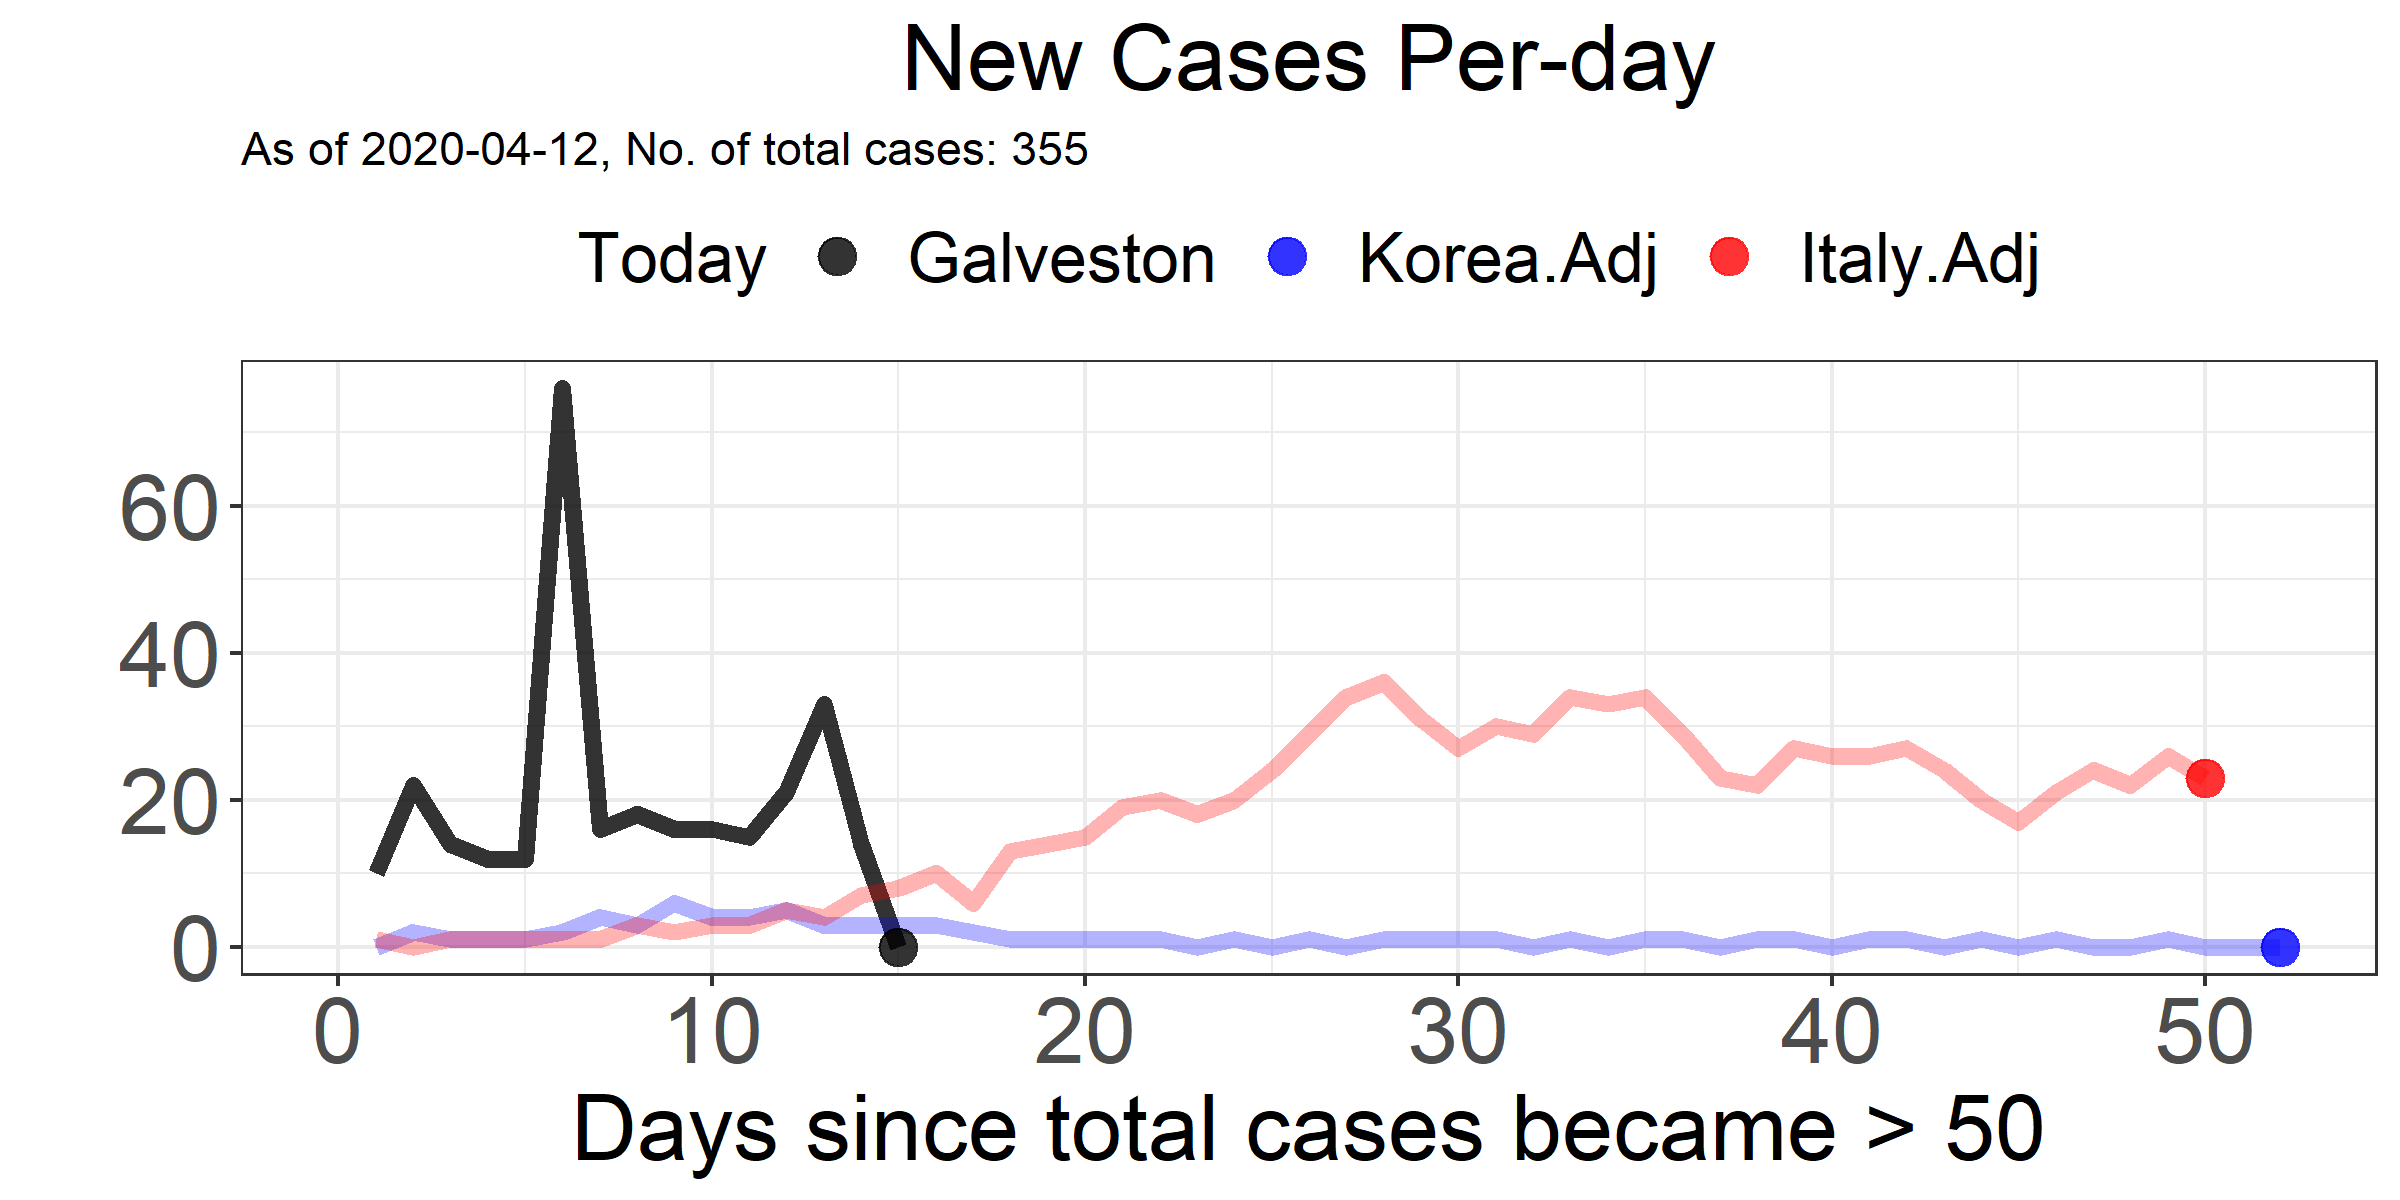 New Cases Per-day
As of 2020-04-12, No. of total cases: 355
Today Galveston Korea.Adj Italy.Adj
60
40
20
0
0 10 20 30 40 50
Days since total cases became > 50